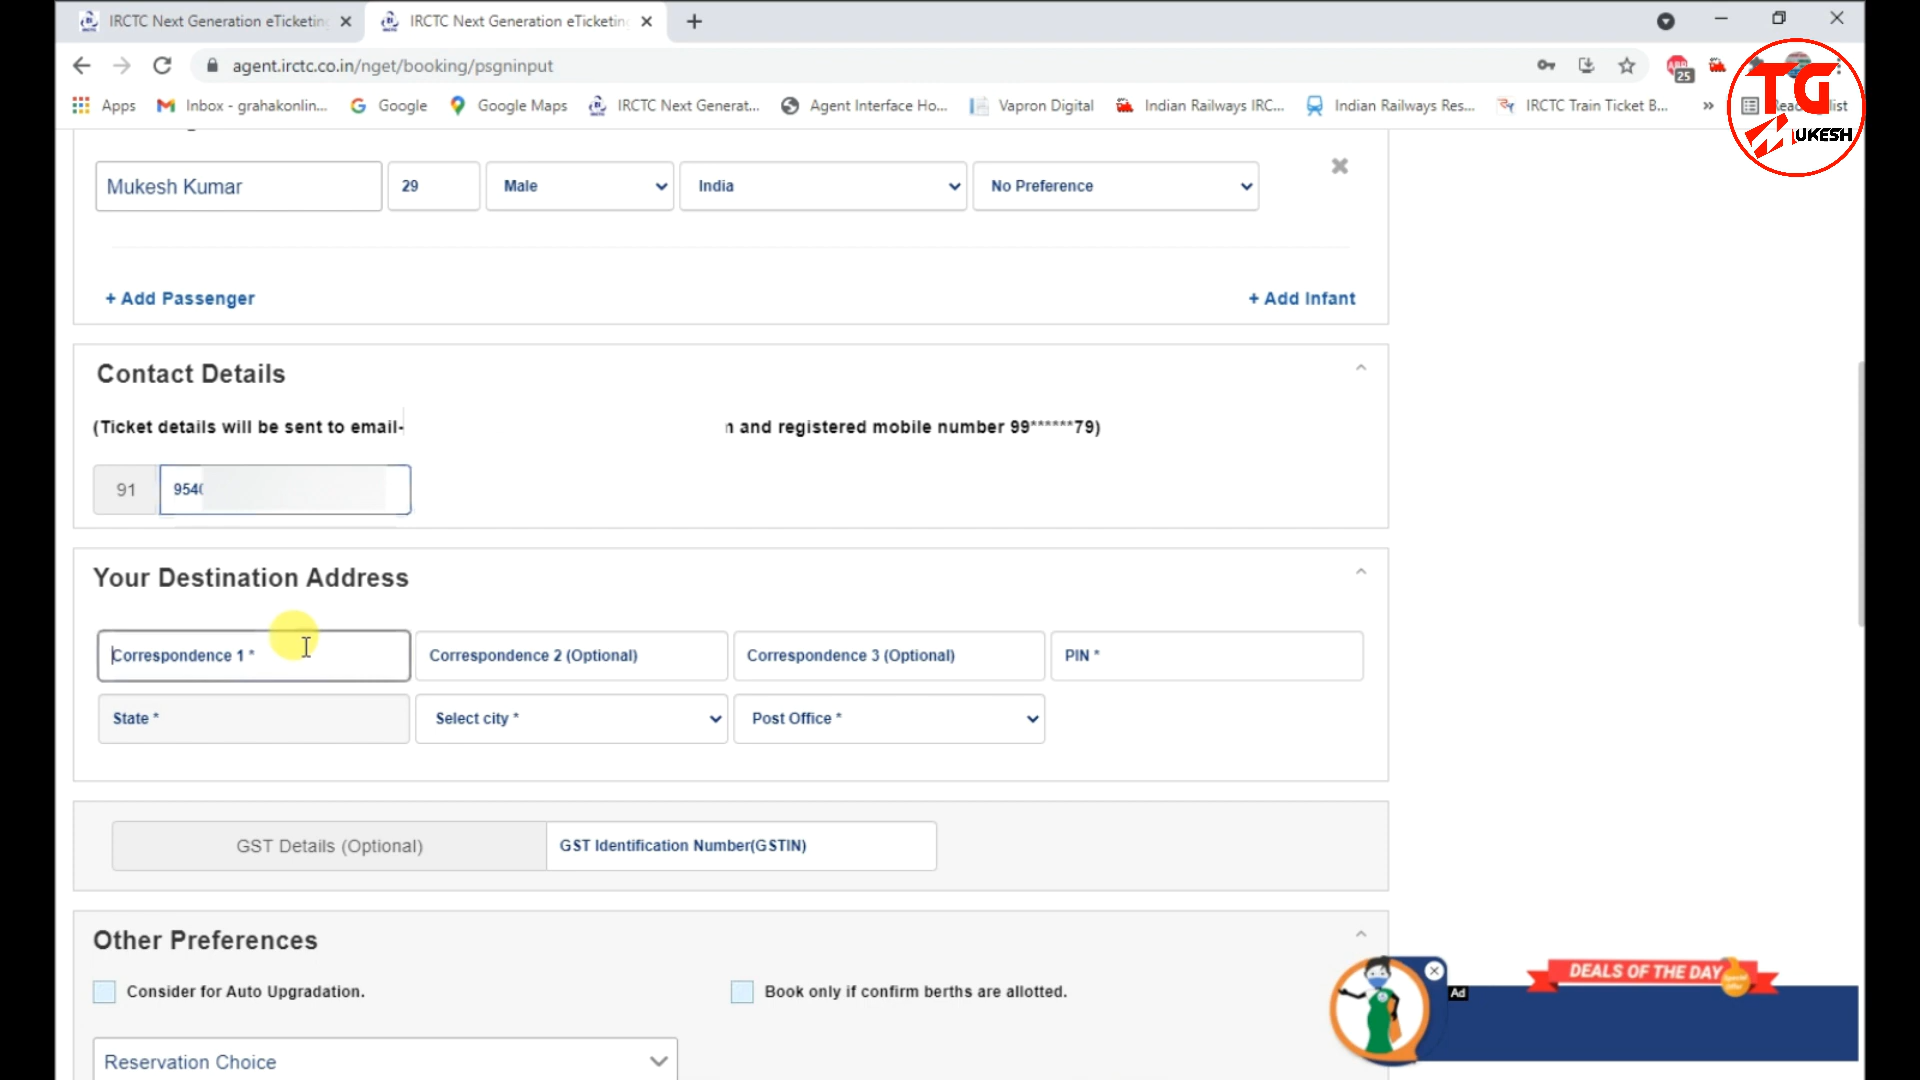 IRCTC Next Generation eTicketing
IRCTC Next Generation eTicketin
agent.irctc.co.in/nget/booking/psgninput
25
Apps
Inbox - grahakonlin...
Google
Google Maps
IRCTC Next Generat...
Agent Interface Ho...
Vapron Digital
Indian Railways IRC...
Indian Railways Res...
IRCTC Train Ticket B...
»
TG
MUKESH
Mukesh Kumar
29
Male
India
No Preference
+ Add Passenger
+ Add Infant
Contact Details
(Ticket details will be sent to email-
and registered mobile number 99******79)
91
954
Your Destination Address
Correspondence 1 *
Correspondence 2 (Optional)
Correspondence 3 (Optional)
PIN *
State *
Select city *
Post Office *
GST Details (Optional)
GST Identification Number(GSTIN)
Other Preferences
Consider for Auto Upgradation.
Book only if confirm berths are allotted.
Reservation Choice
Ad
DEALS OF THE DAY
Special
Offer